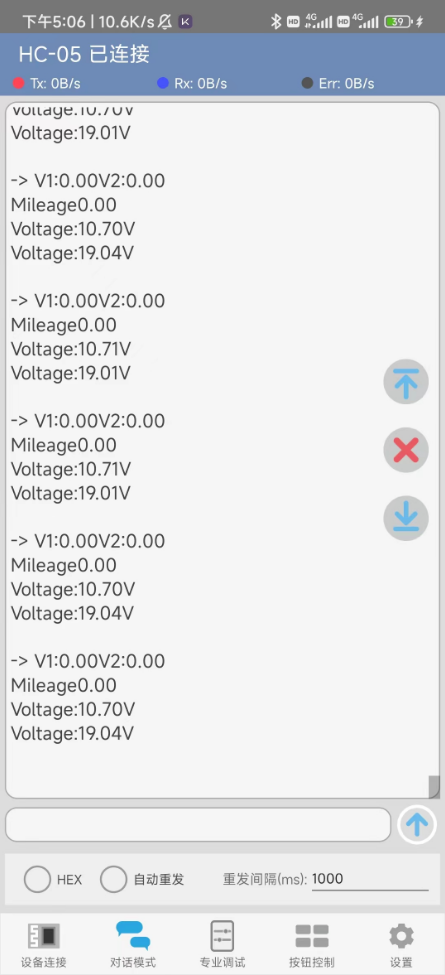 下午5:06 | 10.6K/s
HD 4G HD 4G 39
HC-05 已连接
Tx: 0B/s Rx: 0B/s Err: 0B/s
Voltage:10.70V
Voltage:19.01V
-> V1:0.00V2:0.00
Mileage0.00
Voltage:10.70V
Voltage:19.04V
-> V1:0.00V2:0.00
Mileage0.00
Voltage:10.71V
Voltage:19.01V
-> V1:0.00V2:0.00
Mileage0.00
Voltage:10.71V
Voltage:19.01V
-> V1:0.00V2:0.00
Mileage0.00
Voltage:10.70V
Voltage:19.04V
-> V1:0.00V2:0.00
Mileage0.00
Voltage:10.70V
Voltage:19.04V
HEX 自动重发 重发间隔(ms): 1000
设备连接 对话模式 专业调试 按钮控制 设置